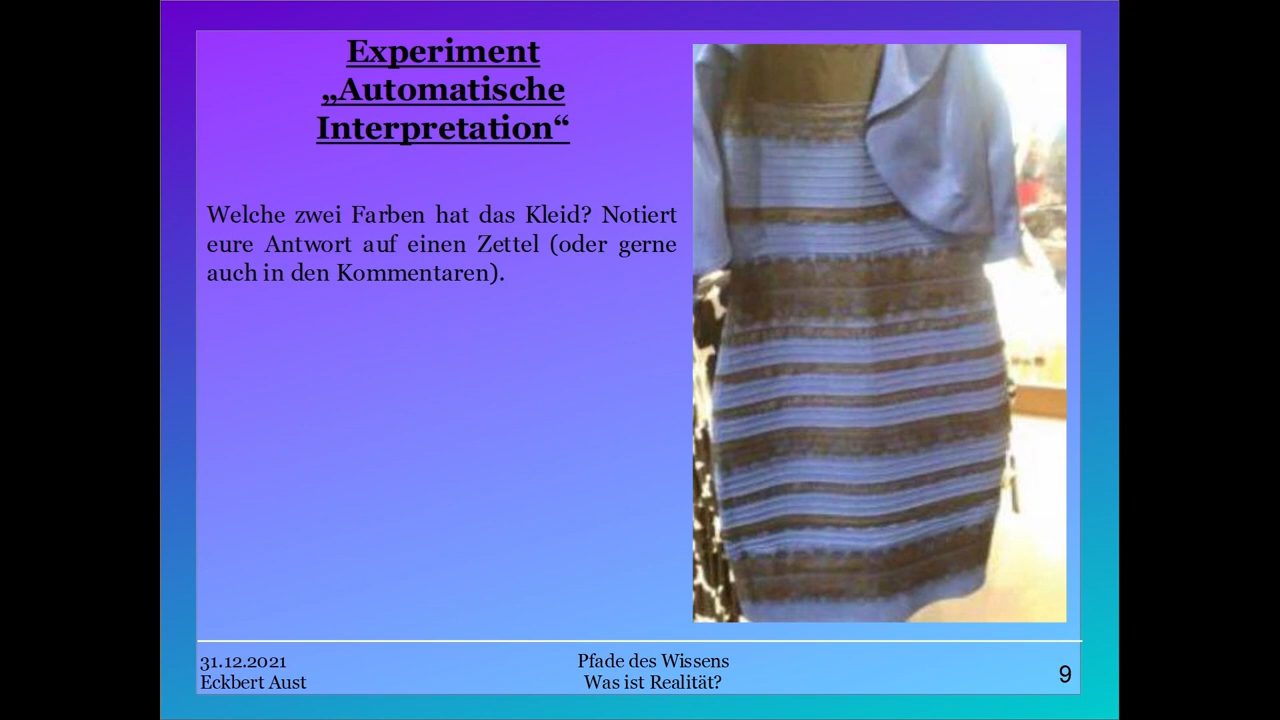 Experiment
„Automatische
Interpretation“
Welche zwei Farben hat das Kleid? Notiert
eure Antwort auf einen Zettel (oder gerne
auch in den Kommentaren).
31.12.2021
Eckbert Aust
Pfade des Wissens
Was ist Realität?
9